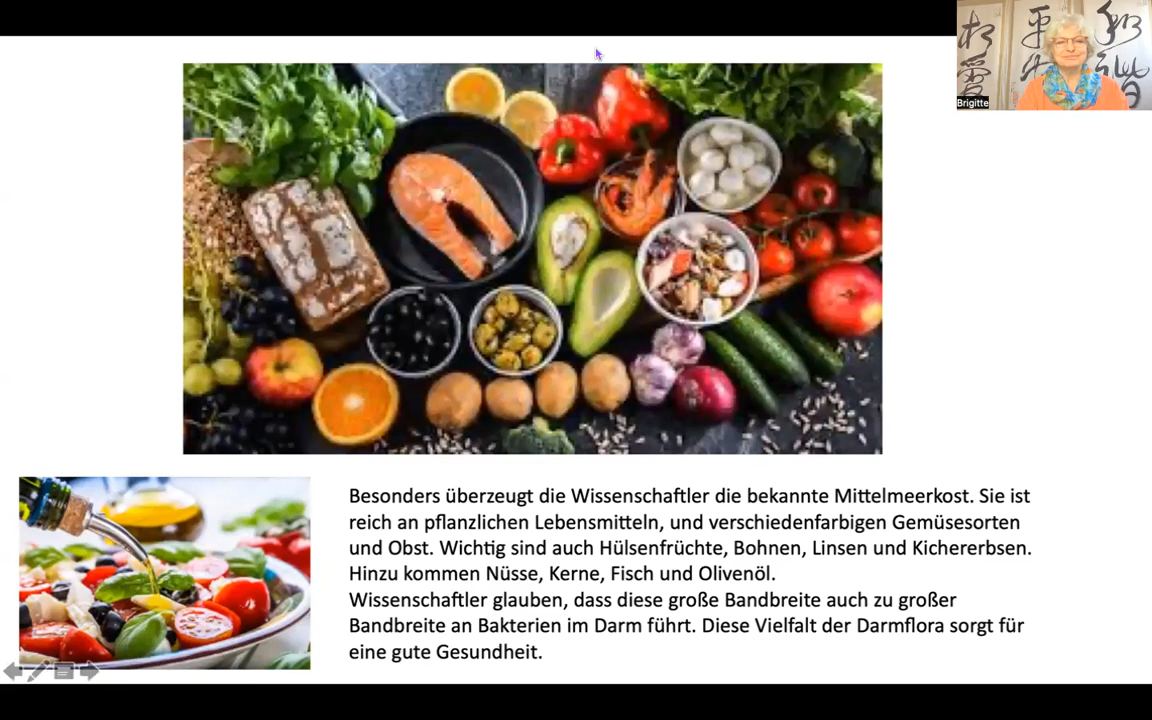 Brigitte
Besonders überzeugt die Wissenschaftler die bekannte Mittelmeerkost. Sie ist
reich an pflanzlichen Lebensmitteln, und verschiedenfarbigen Gemüsesorten
und Obst. Wichtig sind auch Hülsenfrüchte, Bohnen, Linsen und Kichererbsen.
Hinzu kommen Nüsse, Kerne, Fisch und Olivenöl.
Wissenschaftler glauben, dass diese große Bandbreite auch zu großer
Bandbreite an Bakterien im Darm führt. Diese Vielfalt der Darmflora sorgt für
eine gute Gesundheit.